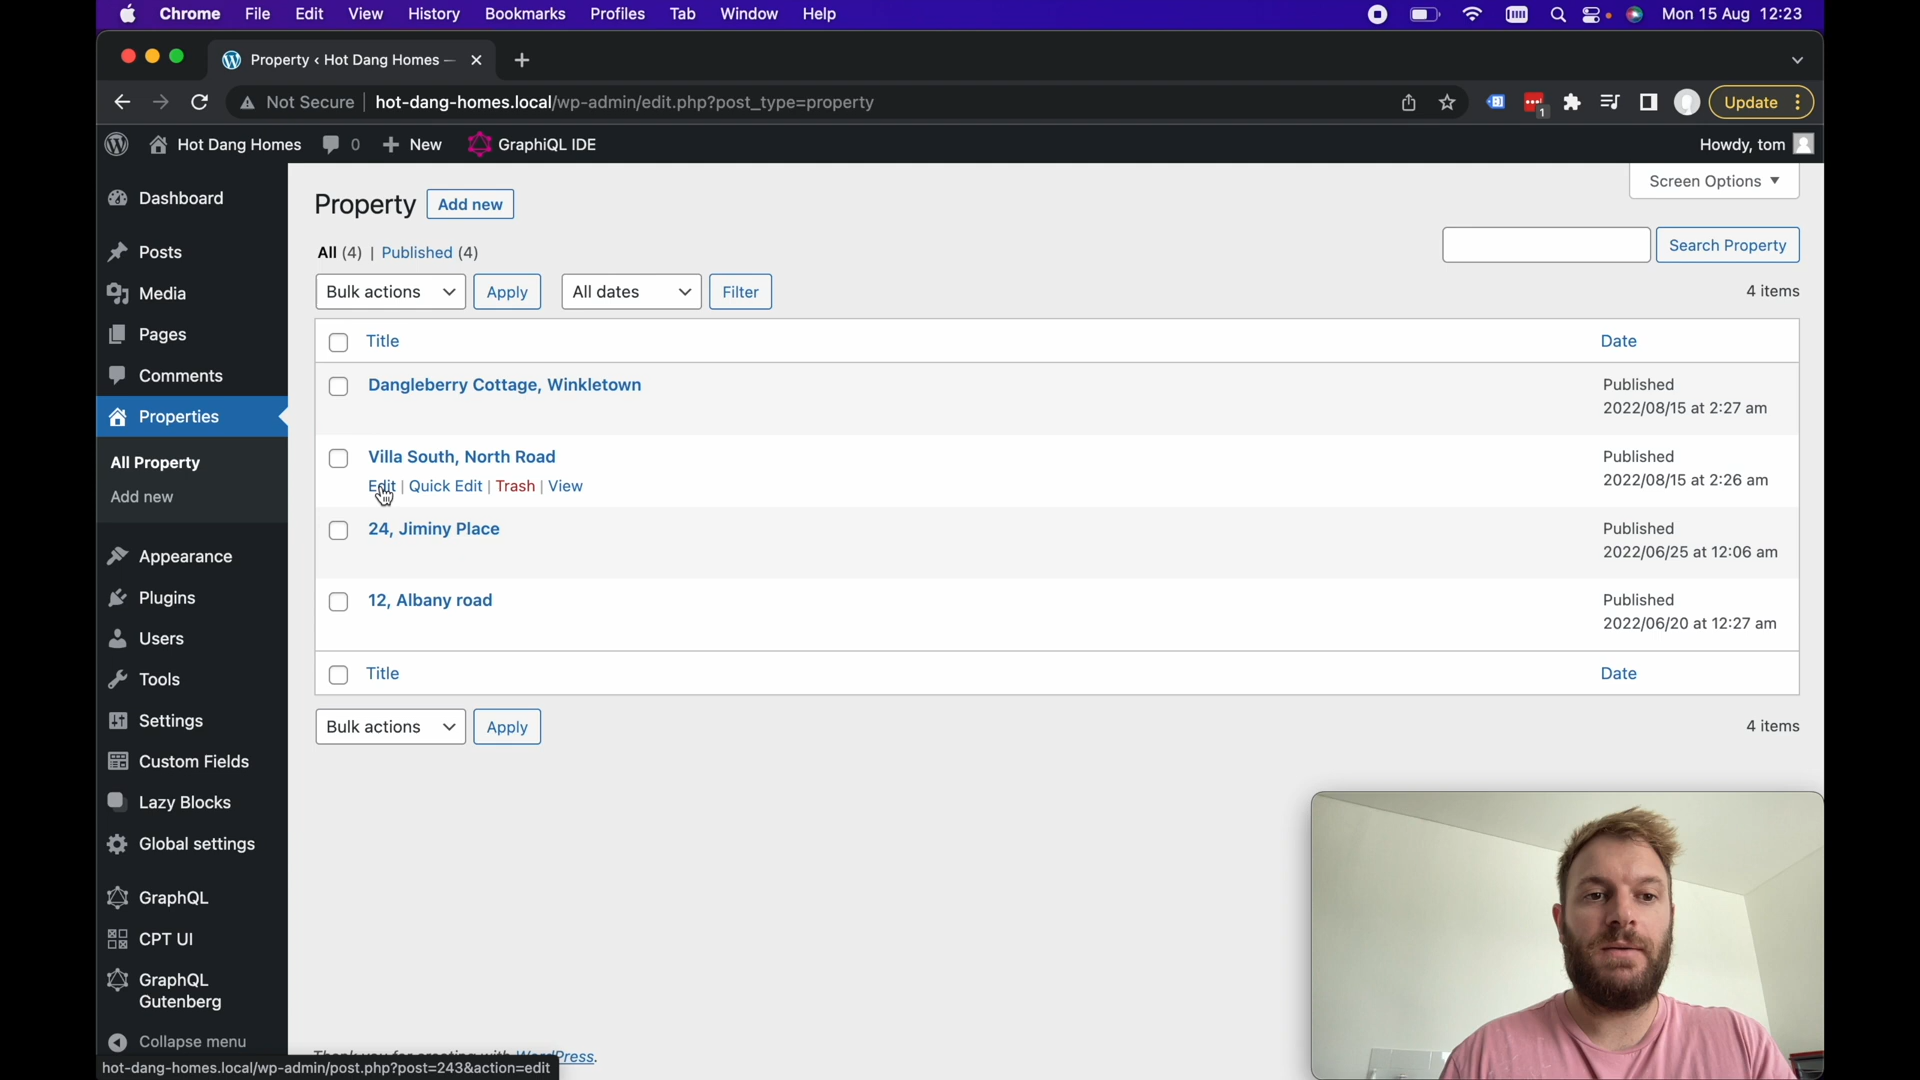 Chrome File Edit View History Bookmarks Profiles Tab Window Help Mon 15 Aug 12:23
Property ‹ Hot Dang Homes —
Not Secure hot-dang-homes.local/wp-admin/edit.php?post_type=property 1 Update
Hot Dang Homes 0 New GraphiQL IDE Howdy, tom
Screen Options
Dashboard
Posts
Media
Pages
Comments
Properties
All Property
Add new
Appearance
Plugins
Users
Tools
Settings
Custom Fields
Lazy Blocks
Global settings
GraphQL
CPT UI
GraphQL
Gutenberg
Collapse menu
Property Add new
All (4) | Published (4)
Search Property
Bulk actions Apply All dates Filter 4 items
Title Date
Dangleberry Cottage, Winkletown Published
2022/08/15 at 2:27 am
Villa South, North Road Published
Edit | Quick Edit | Trash | View 2022/08/15 at 2:26 am
24, Jiminy Place Published
2022/06/25 at 12:06 am
12, Albany road Published
2022/06/20 at 12:27 am
Title Date
Bulk actions Apply 4 items
Thank you for creating with WordPress.
hot-dang-homes.local/wp-admin/post.php?post=243&action=edit